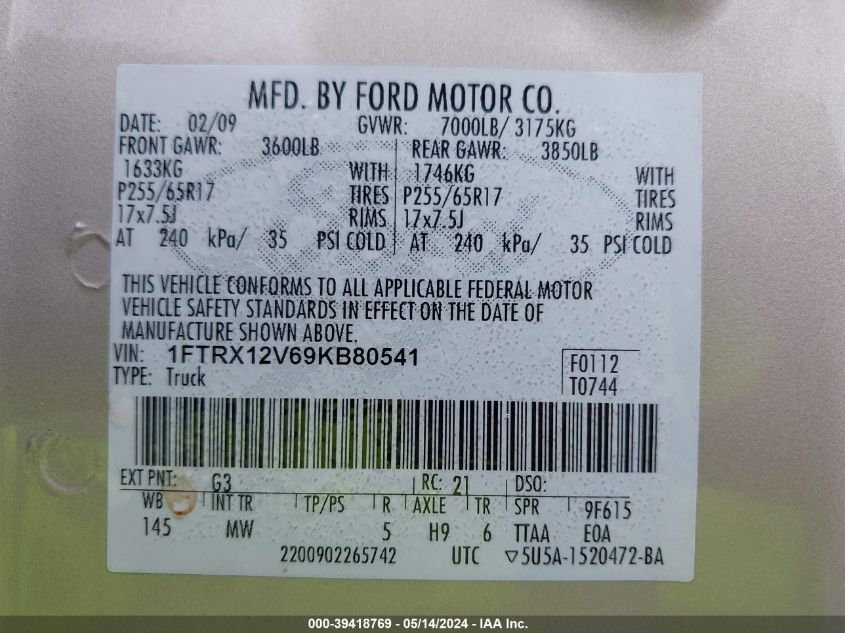 MFD. BY FORD MOTOR CO.
DATE: 02/09 GVWR: 7000LB/ 3175KG
FRONT GAWR: 3600LB REAR GAWR: 3850LB
1633KG WITH 1746KG WITH
P255/65R17 TIRES P255/65R17 TIRES
17x7.5J RIMS 17x7.5J RIMS
AT 240 kPa/ 35 PSI COLD AT 240 kPa/ 35 PSI COLD
THIS VEHICLE CONFORMS TO ALL APPLICABLE FEDERAL MOTOR
VEHICLE SAFETY STANDARDS IN EFFECT ON THE DATE OF
MANUFACTURE SHOWN ABOVE.
VIN: 1FTRX12V69KB80541 F0112
TYPE: Truck T0744
EXT PNT: G3 RC: 21 DSO:
WB INT TR TP/PS R AXLE TR SPR 9F615
145 MW 5 H9 6 TTAA E0A
2200902265742 UTC ▽5U5A-1520472-BA
000-39418769 - 05/14/2024 - IAA Inc.